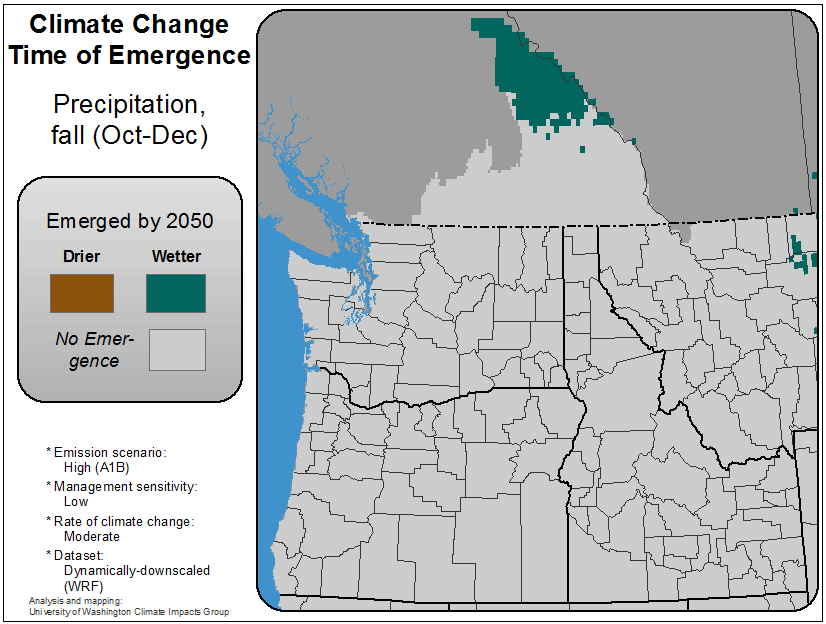 Climate Change
Time of Emergence
Precipitation,
fall (Oct-Dec)
Emerged by 2050
Drier Wetter
No Emer-
gence
* Emission scenario:
High (A1B)
* Management sensitivity:
Low
* Rate of climate change:
Moderate
* Dataset:
Dynamically-downscaled
(WRF)
Analysis and mapping:
University of Washington Climate Impacts Group